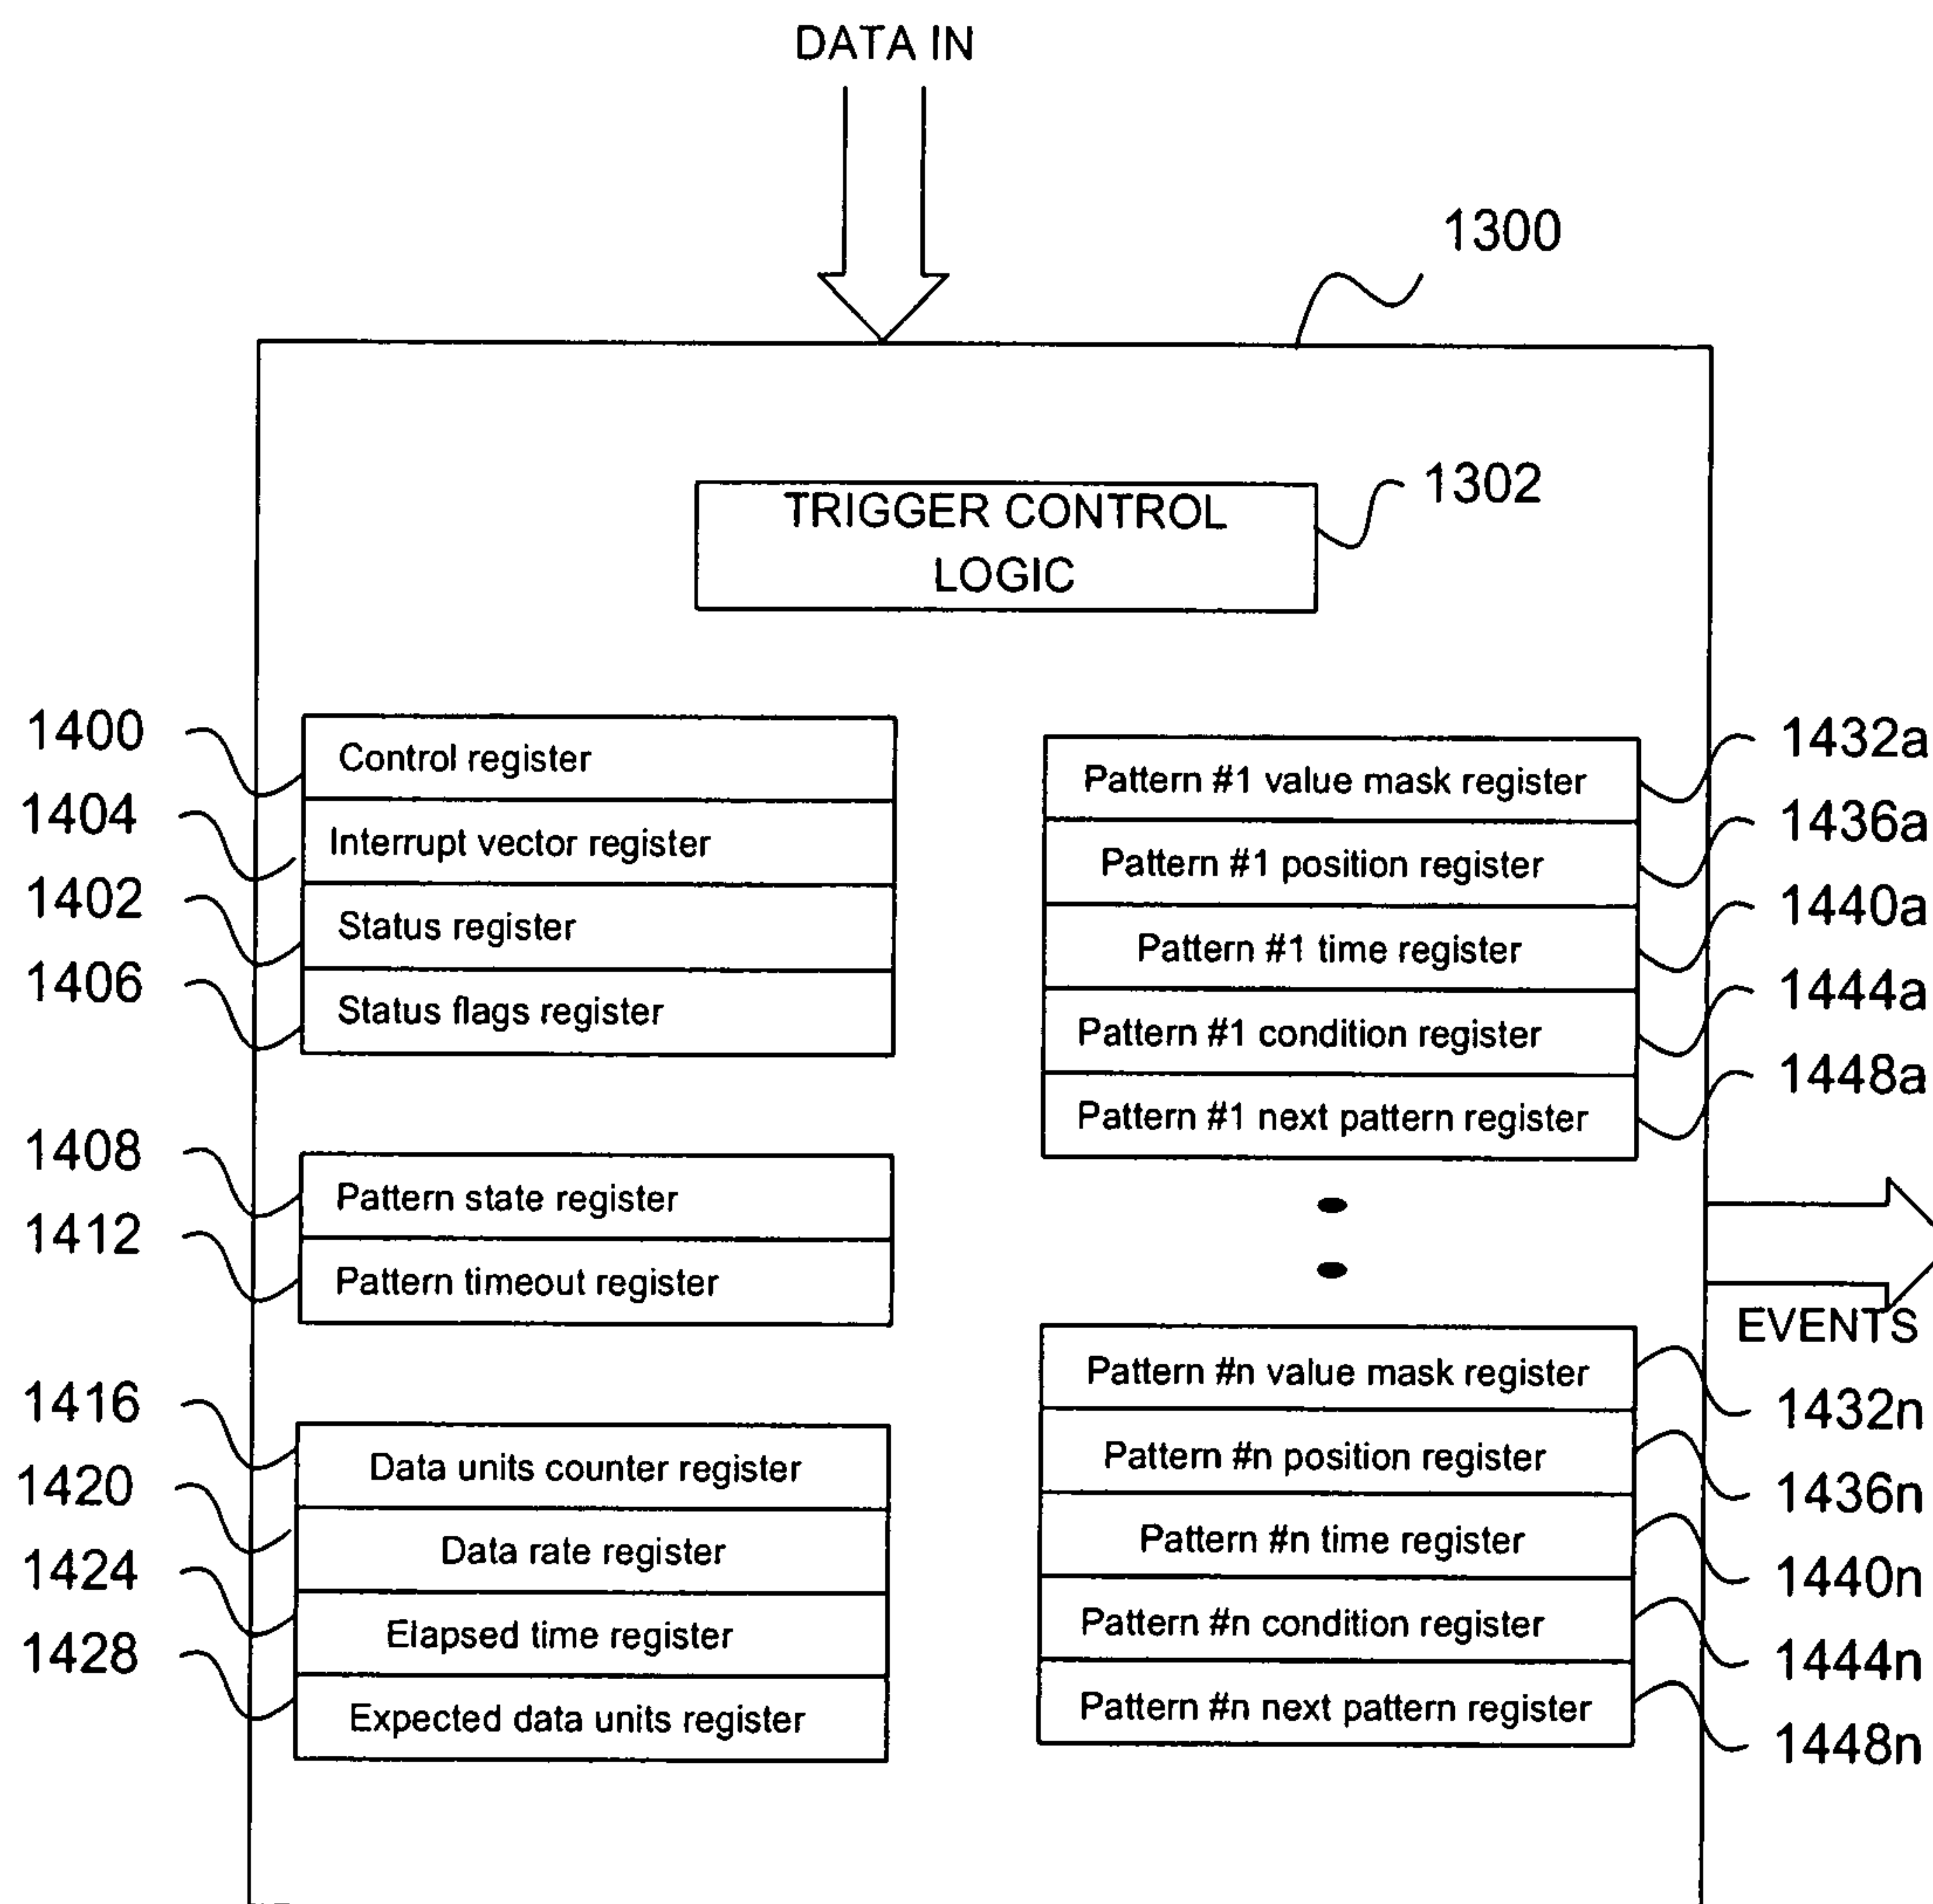 DATA IN
1300
TRIGGER CONTROL
LOGIC
1302
1400
Control register
1404
Interrupt vector register
1402
Status register
1406
Status flags register
1408
Pattern state register
1412
Pattern timeout register
1416
Data units counter register
1420
Data rate register
1424
Elapsed time register
1428
Expected data units register
Pattern #1 value mask register
1432a
Pattern #1 position register
1436a
Pattern #1 time register
1440a
Pattern #1 condition register
1444a
Pattern #1 next pattern register
1448a
EVENTS
Pattern #n value mask register
1432n
Pattern #n position register
1436n
Pattern #n time register
1440n
Pattern #n condition register
1444n
Pattern #n next pattern register
1448n